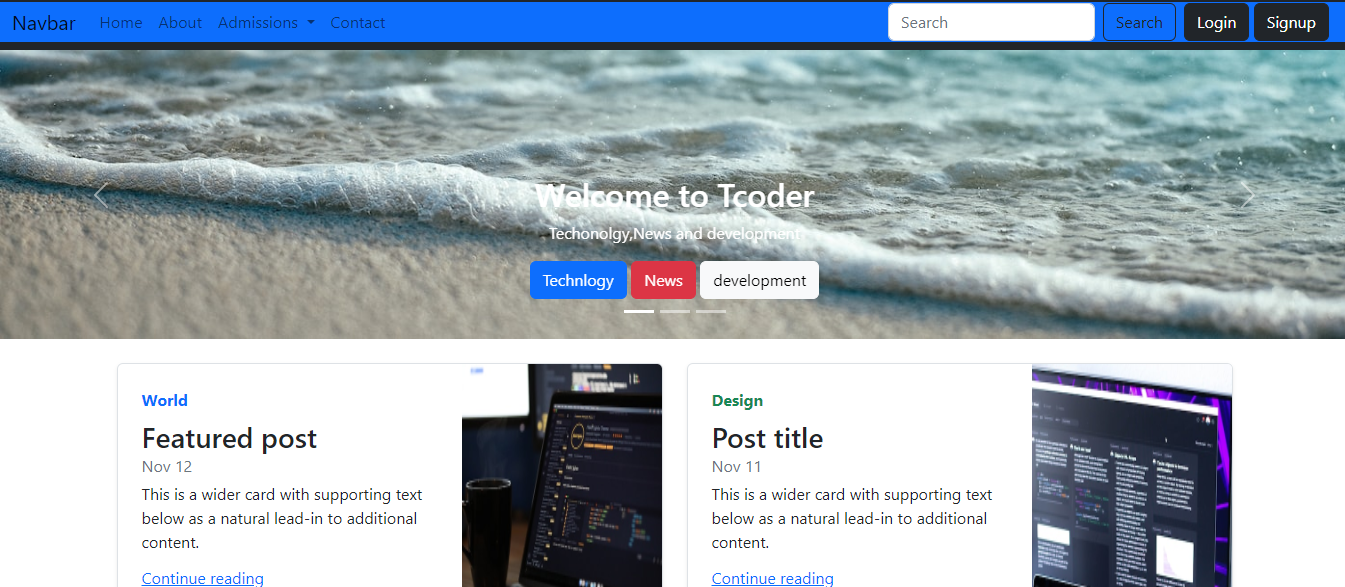 Navbar Home About Admissions Contact Search Search Login Signup
Welcome to Tcoder
Techonolgy,News and development
Technlogy News development
World
Featured post
Nov 12
This is a wider card with supporting text
below as a natural lead-in to additional
content.
Continue reading
Design
Post title
Nov 11
This is a wider card with supporting text
below as a natural lead-in to additional
content.
Continue reading